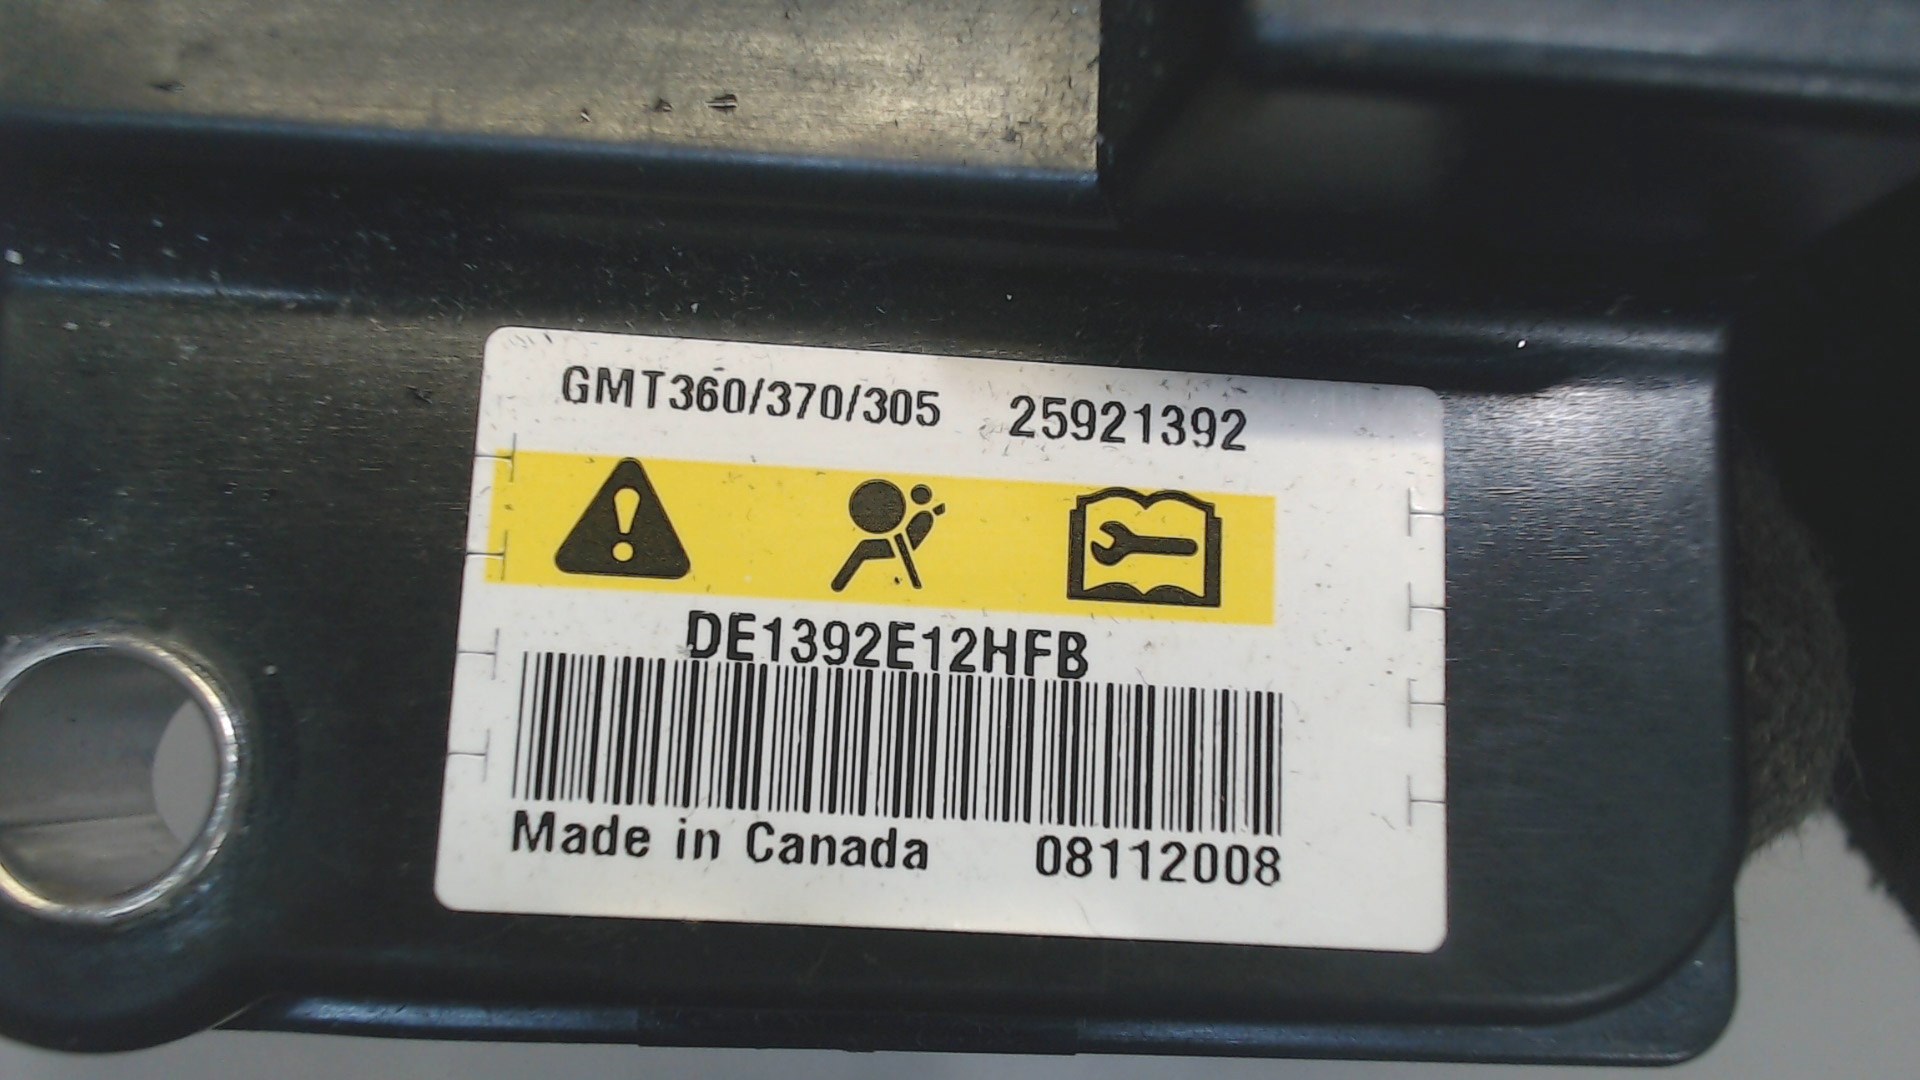 GMT360/370/305 25921392
DE1392E12HFB
Made in Canada 08112008